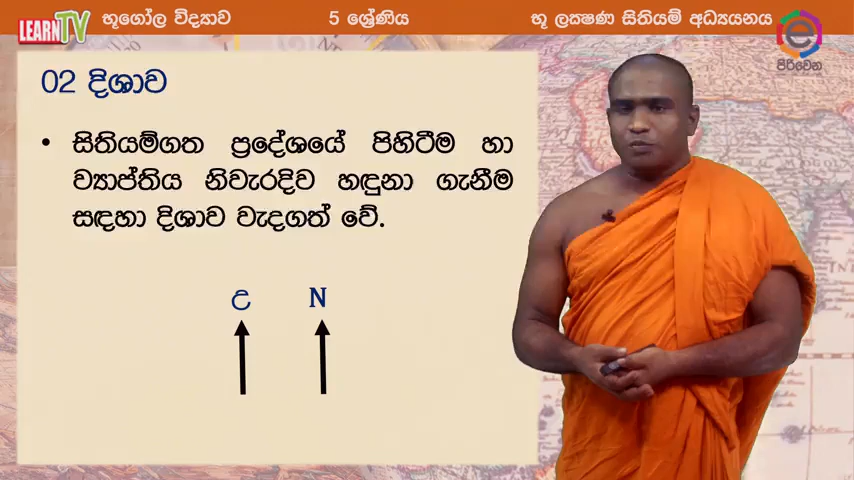 LEARN TV
භූගෝල විද්‍යාව
5 ශ්‍රේණිය
භූ ලක්ෂණ සිතියම් අධ්‍යයනය
පිරිවෙන
02 දිශාව
• සිතියම්ගත ප්‍රදේශයේ පිහිටීම හා
ව්‍යාප්තිය නිවැරදිව හඳුනා ගැනීම
සඳහා දිශාව වැදගත් වේ.
උ N